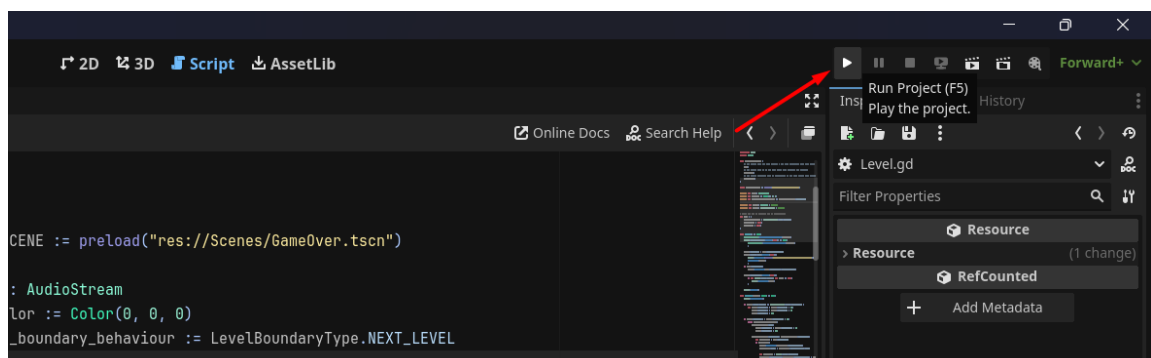 2D 3D Script AssetLib Forward+
Run Project (F5)
Play the project.
Insp History
Online Docs DOC Search Help
Level.gd DOC
Filter Properties
Resource
CENE := preload("res://Scenes/GameOver.tscn")
Resource (1 change)
RefCounted
: AudioStream
Add Metadata
lor := Color(0, 0, 0)
_boundary_behaviour := LevelBoundaryType.NEXT_LEVEL